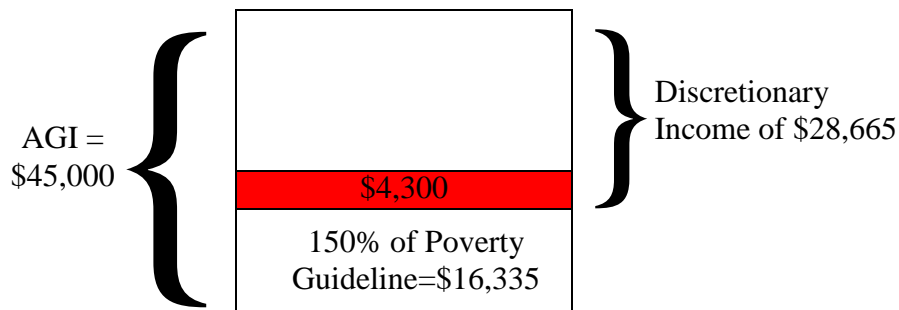 AGI =
$45,000
$4,300
150% of Poverty
Guideline=$16,335
Discretionary
Income of $28,665